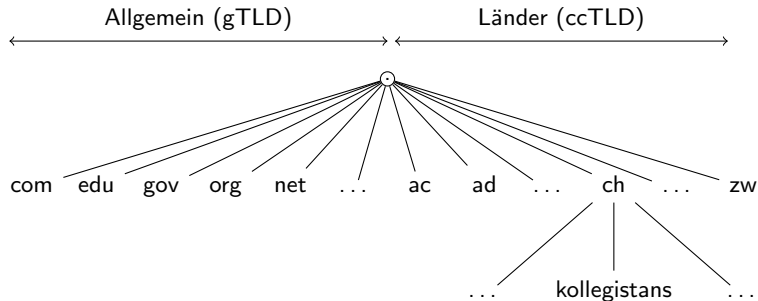 Allgemein (gTLD) Länder (ccTLD)
.
com edu gov org net ... ac ad ... ch ... zw
... kollegistans ...